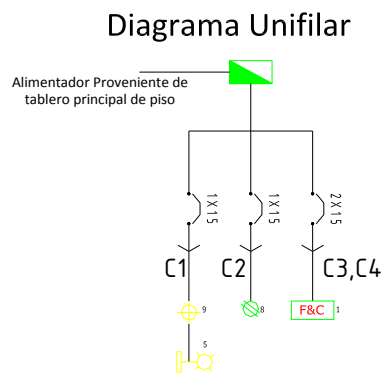 Diagrama Unifilar
Alimentador Proveniente de
tablero principal de piso
1X15
1X15
2X15
C1
C2
C3,C4
9
8
F&C
1
5